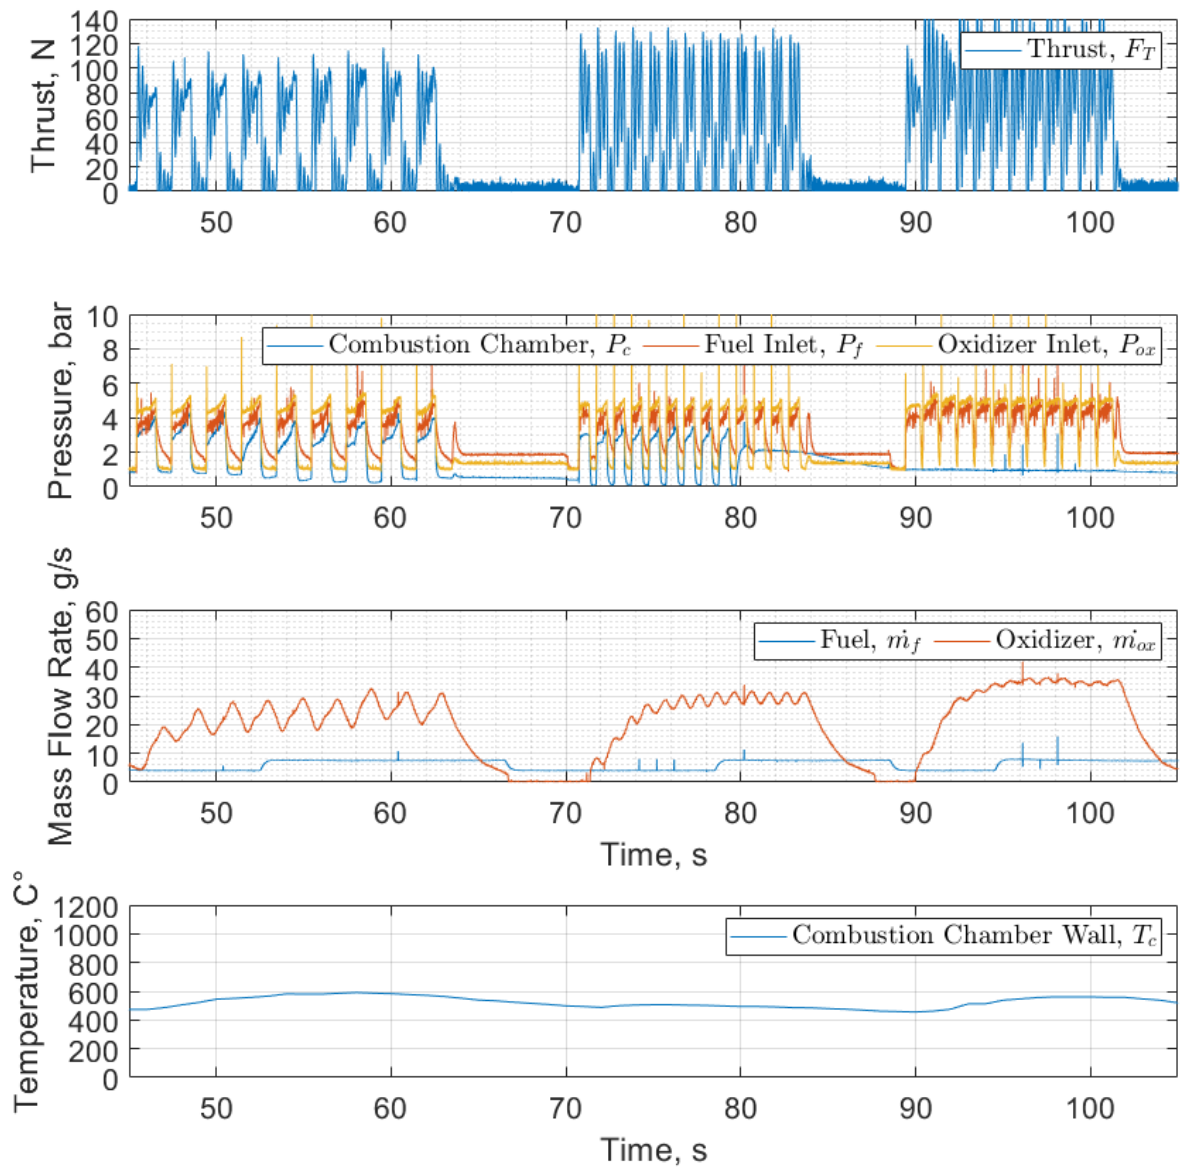 140
120
100
80
60
40
20
0
Thrust, N
Thrust, F_T
50 60 70 80 90 100
10
8
6
4
2
0
Pressure, bar
Combustion Chamber, P_c Fuel Inlet, P_f Oxidizer Inlet, P_ox
50 60 70 80 90 100
60
50
40
30
20
10
0
Mass Flow Rate, g/s
Fuel, ṁ_f Oxidizer, ṁ_ox
50 60 70 80 90 100
Time, s
1200
1000
800
600
400
200
0
Temperature, C°
Combustion Chamber Wall, T_c
50 60 70 80 90 100
Time, s